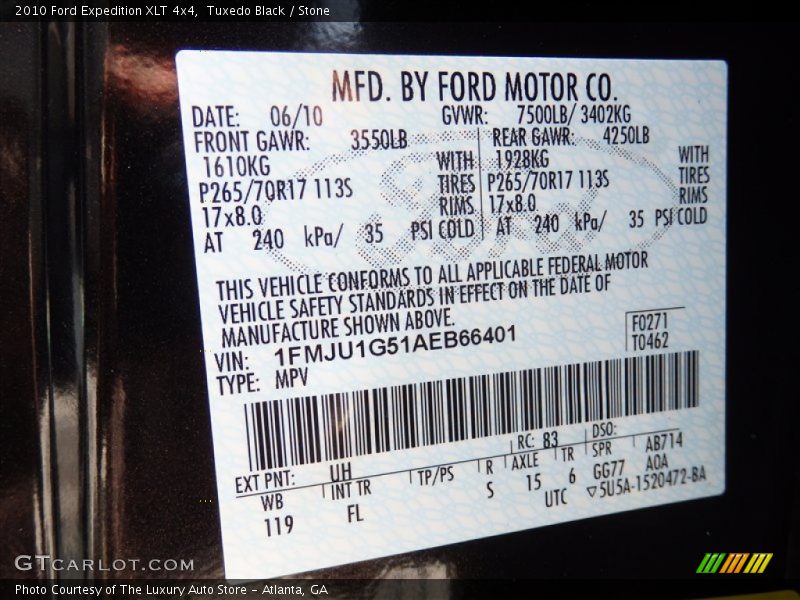 2010 Ford Expedition XLT 4x4,  Tuxedo Black / Stone
MFD. BY FORD MOTOR CO.
DATE: 06/10 GVWR: 7500LB/ 3402KG
FRONT GAWR: 3550LB REAR GAWR: 4250LB
1610KG WITH 1928KG WITH
P265/70R17 113S TIRES P265/70R17 113S TIRES
17x8.0 RIMS 17x8.0 RIMS
AT 240 kPa/ 35 PSI COLD AT 240 kPa/ 35 PSI COLD
THIS VEHICLE CONFORMS TO ALL APPLICABLE FEDERAL MOTOR
VEHICLE SAFETY STANDARDS IN EFFECT ON THE DATE OF
MANUFACTURE SHOWN ABOVE.
VIN: 1FMJU1G51AEB66401
F0271
T0462
TYPE: MPV
EXT PNT: UH RC: 83 DSO:
WB INT TR TP/PS R AXLE TR SPR AB714
119 FL S 15 6 GG77 AOA
UTC ▽5U5A-1520472-BA
Ford
GTCARLOT.COM
Photo Courtesy of The Luxury Auto Store - Atlanta, GA